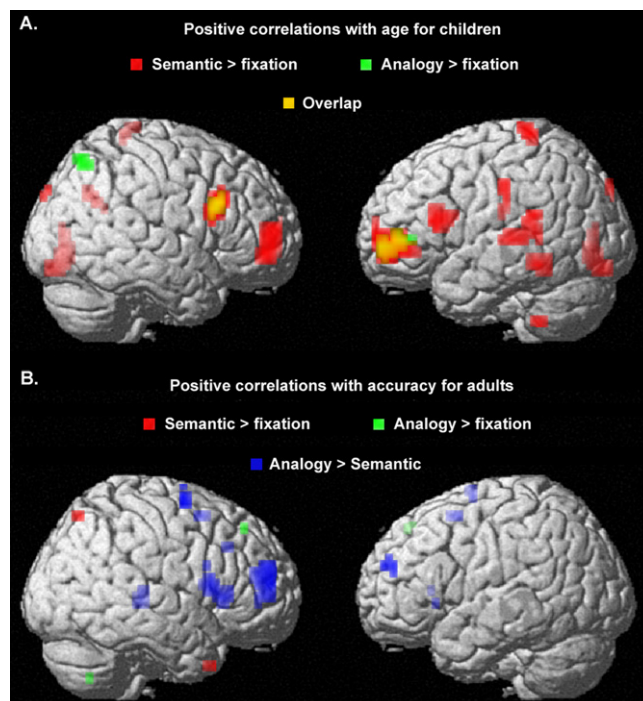 A.
Positive correlations with age for children
Semantic > fixation Analogy > fixation
Overlap
B.
Positive correlations with accuracy for adults
Semantic > fixation Analogy > fixation
Analogy > Semantic